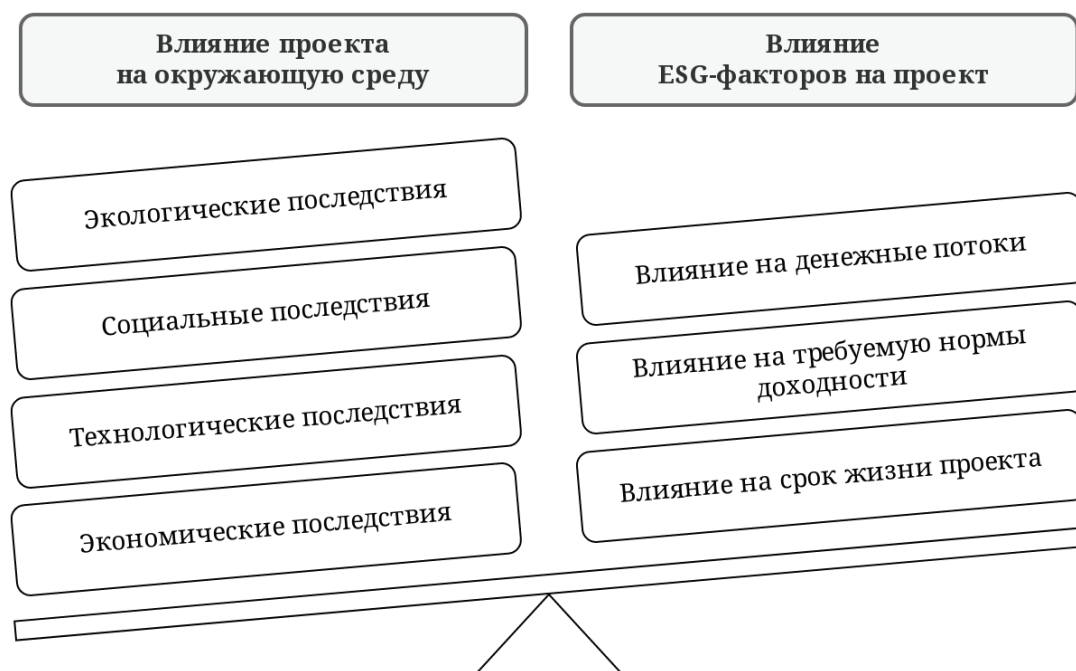 Влияние проекта
на окружающую среду
Влияние
ESG-факторов на проект
Экологические последствия
Социальные последствия
Технологические последствия
Экономические последствия
Влияние на денежные потоки
Влияние на требуемую нормы
доходности
Влияние на срок жизни проекта